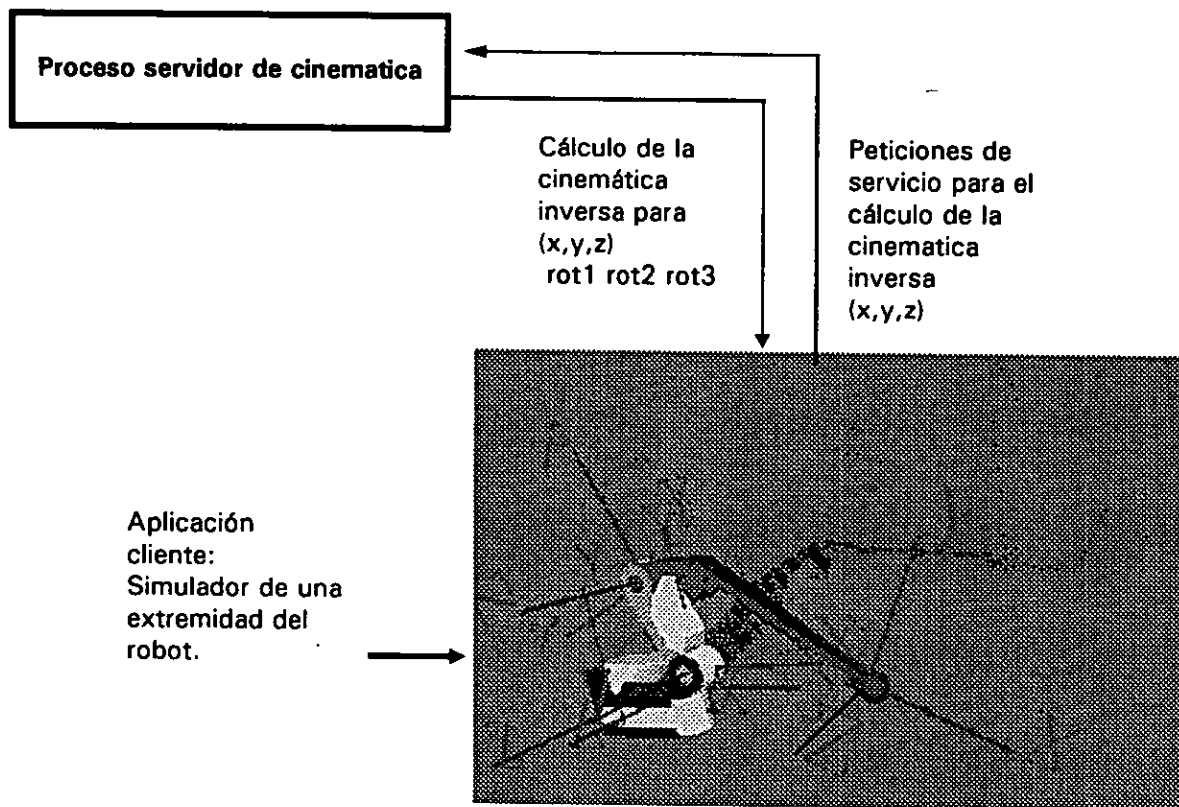 Proceso servidor de cinematica
Cálculo de la
cinemática
inversa para
(x,y,z)
rot1 rot2 rot3
Peticiones de
servicio para el
cálculo de la
cinematica
inversa
(x,y,z)
Aplicación
cliente:
Simulador de una
extremidad del
robot.